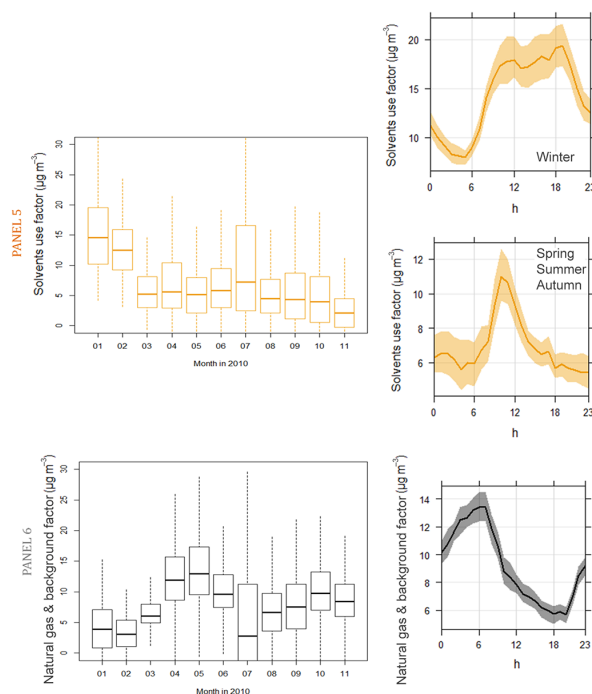 PANEL 5
Solvents use factor (µg m⁻³)
30
25
20
15
10
5
0
01 02 03 04 05 06 07 08 09 10 11
Month in 2010
Solvents use factor (µg m⁻³)
20
15
10
Winter
0 6 12 18 23
h
Solvents use factor (µg m⁻³)
12
10
8
6
Spring
Summer
Autumn
0 6 12 18 23
h
PANEL 6
Natural gas & background factor (µg m⁻³)
30
25
20
15
10
5
0
01 02 03 04 05 06 07 08 09 10 11
Month in 2010
Natural gas & background factor (µg m⁻³)
14
12
10
8
6
0 6 12 18 23
h